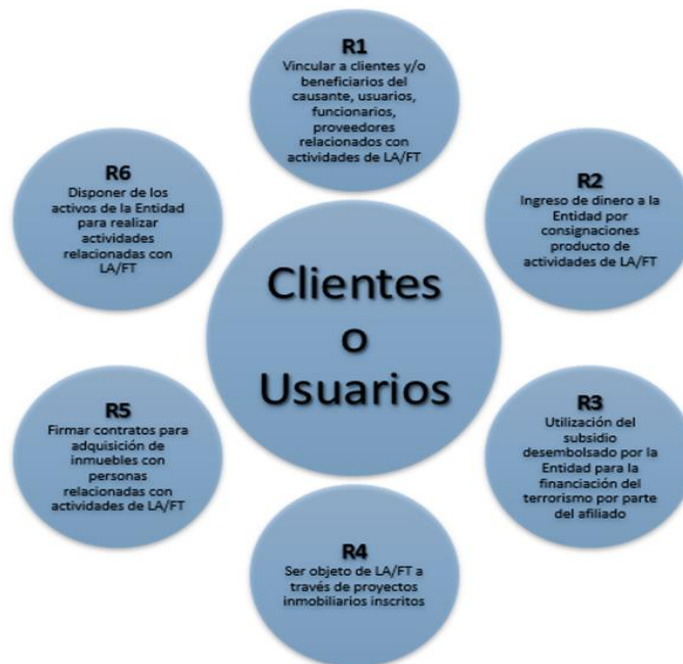 R1
Vincular a clientes y/o
beneficiarios del
causante, usuarios,
funcionarios,
proveedores
relacionados con
actividades de LA/FT
R2
Ingreso de dinero a la
Entidad por
consignaciones
producto de
actividades de LA/FT
R3
Utilización del
subsidio
desembolsado por la
Entidad para la
financiación del
terrorismo por parte
del afiliado
R4
Ser objeto de LA/FT a
través de proyectos
inmobiliarios inscritos
R5
Firmar contratos para
adquisición de
inmuebles con
personas
relacionadas con
actividades de LA/FT
R6
Disponer de los
activos de la Entidad
para realizar
actividades
relacionadas con
LA/FT
Clientes
o
Usuarios